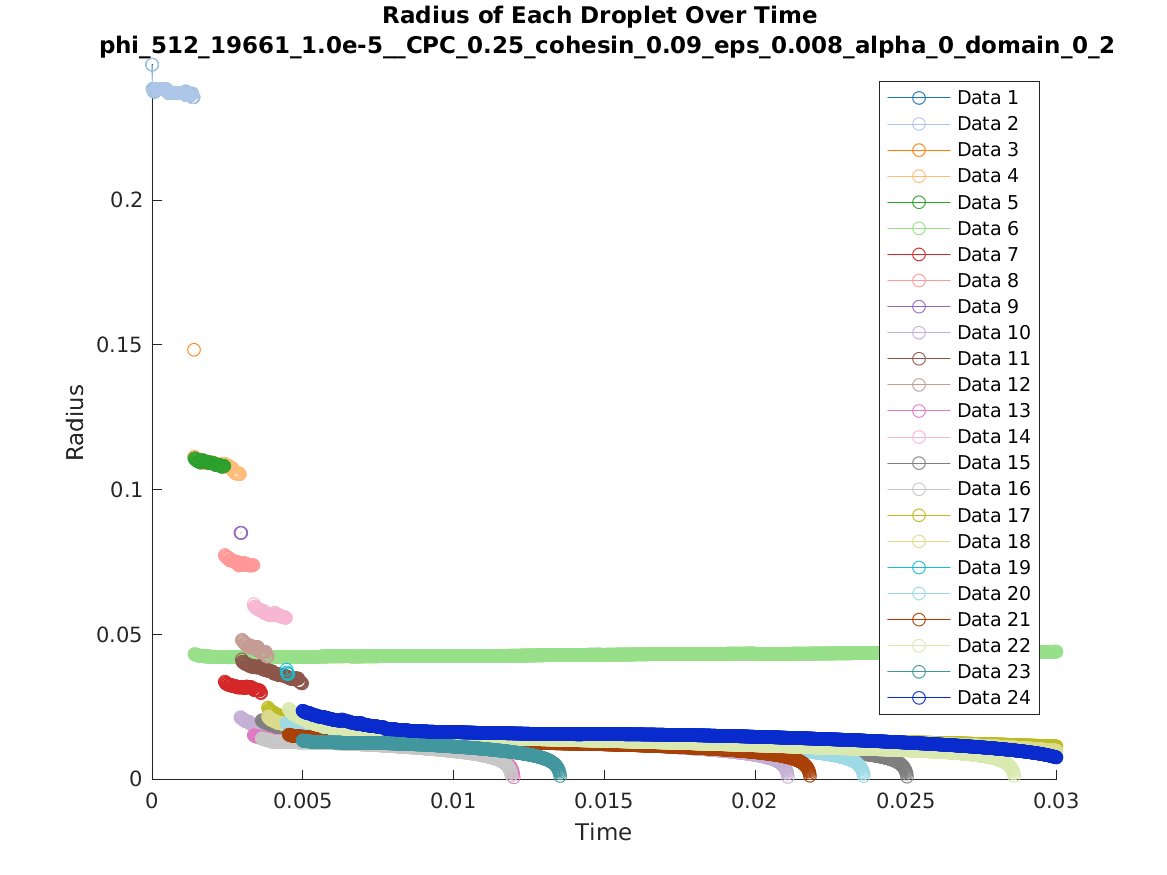 Radius of Each Droplet Over Time
phi_512_19661_1.0e-5__CPC_0.25_cohesin_0.09_eps_0.008_alpha_0_domain_0_2
Radius
0.2
0.15
0.1
0.05
0
0
0.005
0.01
0.015
0.02
0.025
0.03
Time
Data 1
Data 2
Data 3
Data 4
Data 5
Data 6
Data 7
Data 8
Data 9
Data 10
Data 11
Data 12
Data 13
Data 14
Data 15
Data 16
Data 17
Data 18
Data 19
Data 20
Data 21
Data 22
Data 23
Data 24